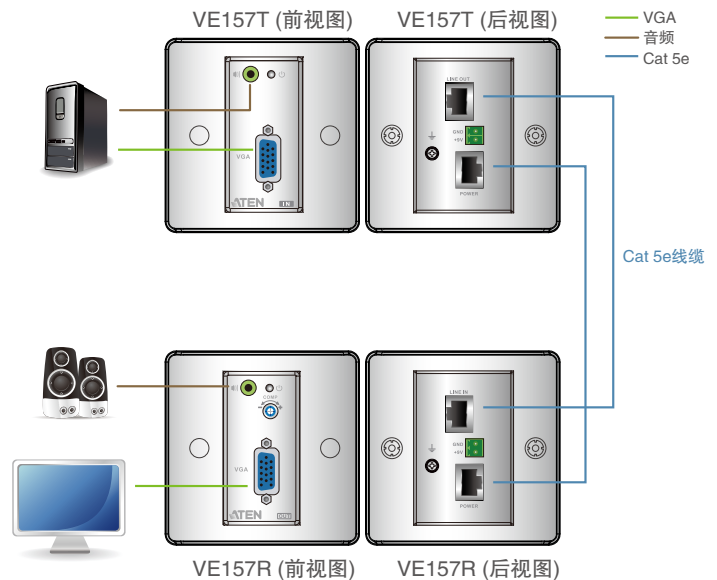 VE157T (前视图)
VE157T (后视图)
VGA
音频
Cat 5e
VGA
ATEN
IN
LINE OUT
GND
+5V
POWER
Cat 5e线缆
COMP
VGA
ATEN
OUT
LINE IN
GND
+5V
POWER
VE157R (前视图)
VE157R (后视图)